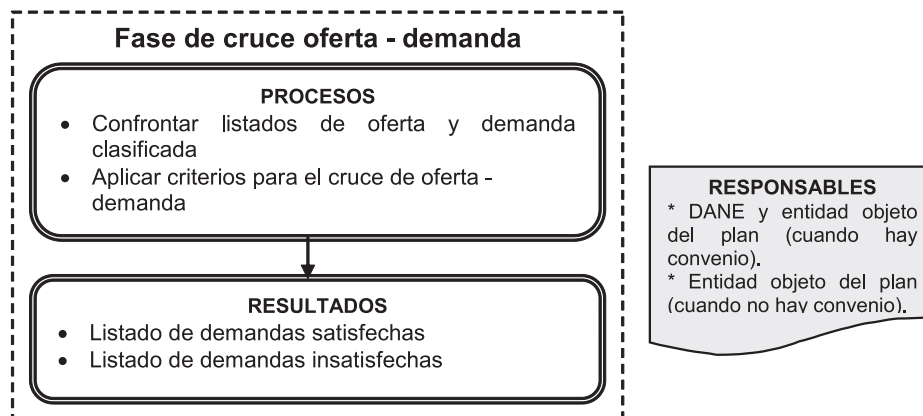 Fase de cruce oferta - demanda
PROCESOS
• Confrontar listados de oferta y demanda
clasificada
• Aplicar criterios para el cruce de oferta -
demanda
RESULTADOS
• Listado de demandas satisfechas
• Listado de demandas insatisfechas
RESPONSABLES
* DANE y entidad objeto
del plan (cuando hay
convenio).
* Entidad objeto del plan
(cuando no hay convenio).